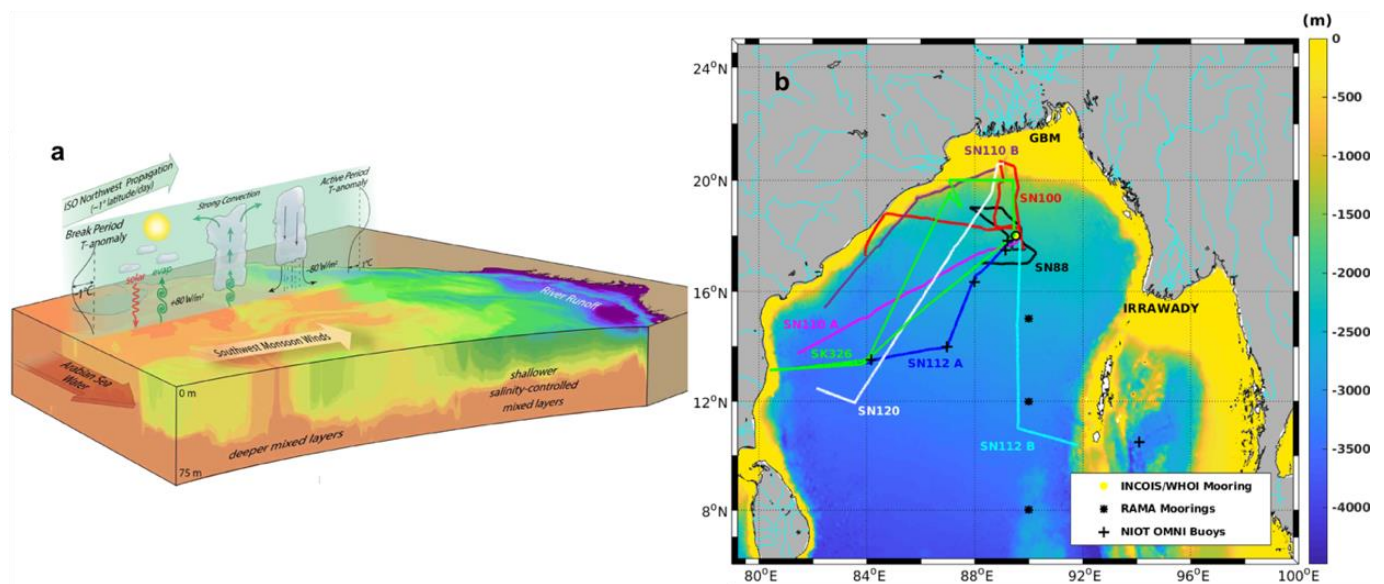 a
ISO Northwest Propagation
(~1° latitude/day)
Break Period
T-anomaly
Strong Convection
Active Period
T-anomaly
-1°C
solar
evap
+80 W/m²
-80 W/m²
1°C
River Runoff
Southwest Monsoon Winds
Arabian Sea
Water
0 m
shallower
salinity-controlled
mixed layers
deeper mixed layers
75 m
b
(m)
24°N
20°N
16°N
12°N
8°N
80°E
84°E
88°E
92°E
96°E
100°E
GBM
SN110 B
SN100
SN88
IRRAWADY
SK326
SN112 A
SN120
SN112 B
INCOIS/WHOI Mooring
RAMA Moorings
NIOT OMNI Buoys
0
-500
-1000
-1500
-2000
-2500
-3000
-3500
-4000